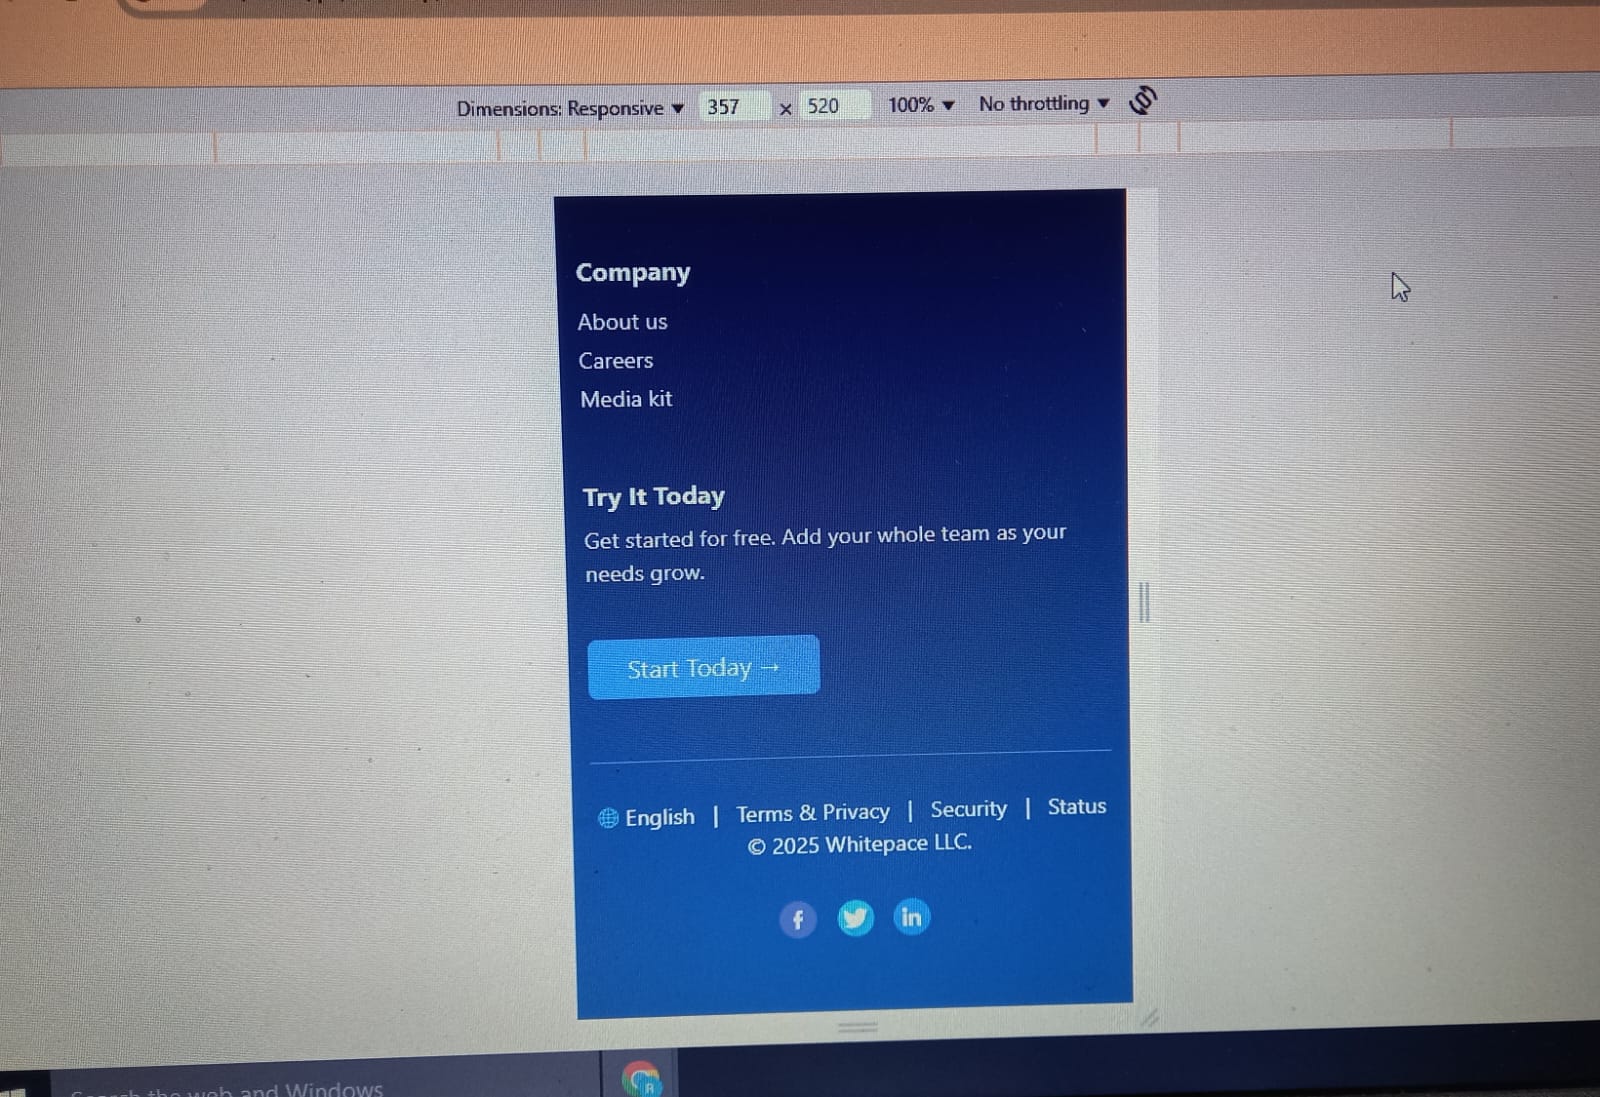 Dimensions: Responsive ▼ 357 x 520 100% ▼ No throttling ▼
Company
About us
Careers
Media kit
Try It Today
Get started for free. Add your whole team as your
needs grow.
Start Today →
English | Terms & Privacy | Security | Status
© 2025 Whitepace LLC.
f in
Search the web and Windows
R